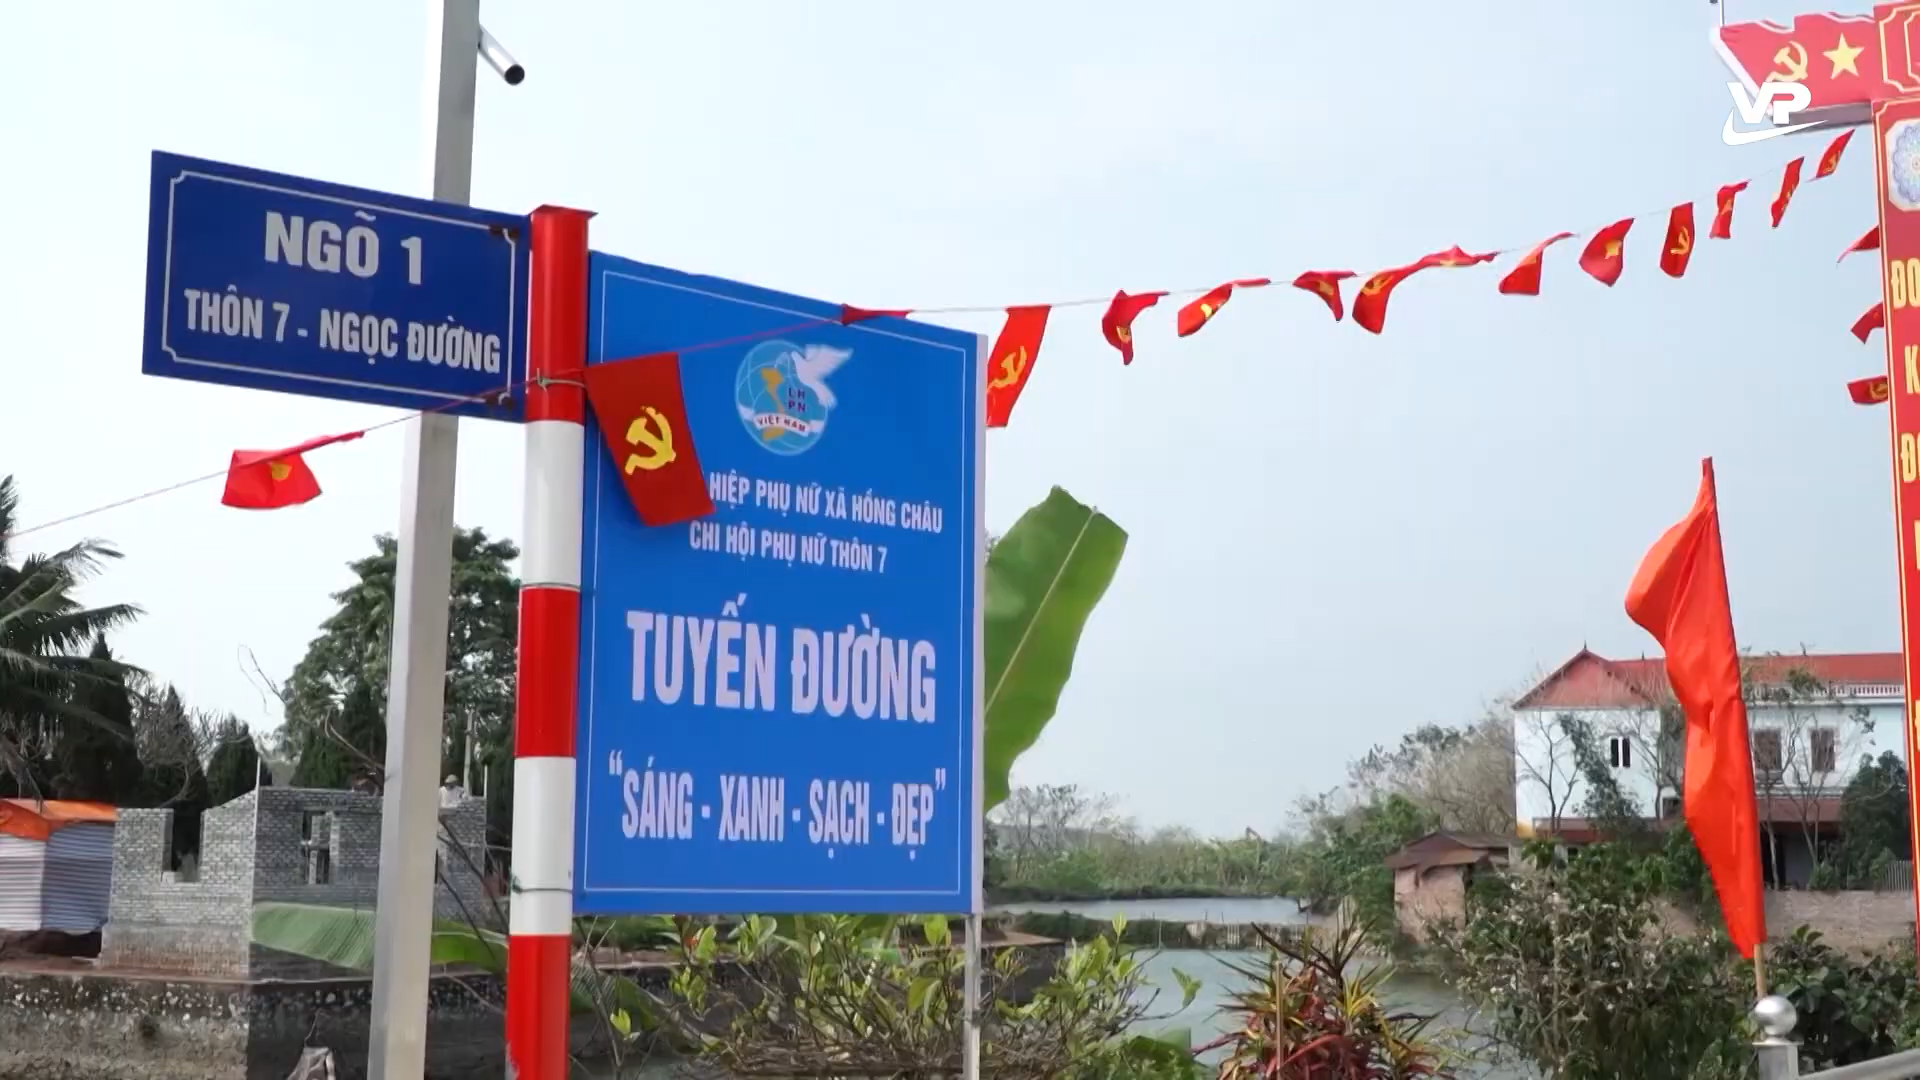 VP
NGÕ 1
THÔN 7 - NGỌC ĐƯỜNG
LH
PN
VIỆT NAM
HIỆP PHỤ NỮ XÃ HỒNG CHÂU
CHI HỘI PHỤ NỮ THÔN 7
TUYẾN ĐƯỜNG
“SÁNG - XANH - SẠCH - ĐẸP”